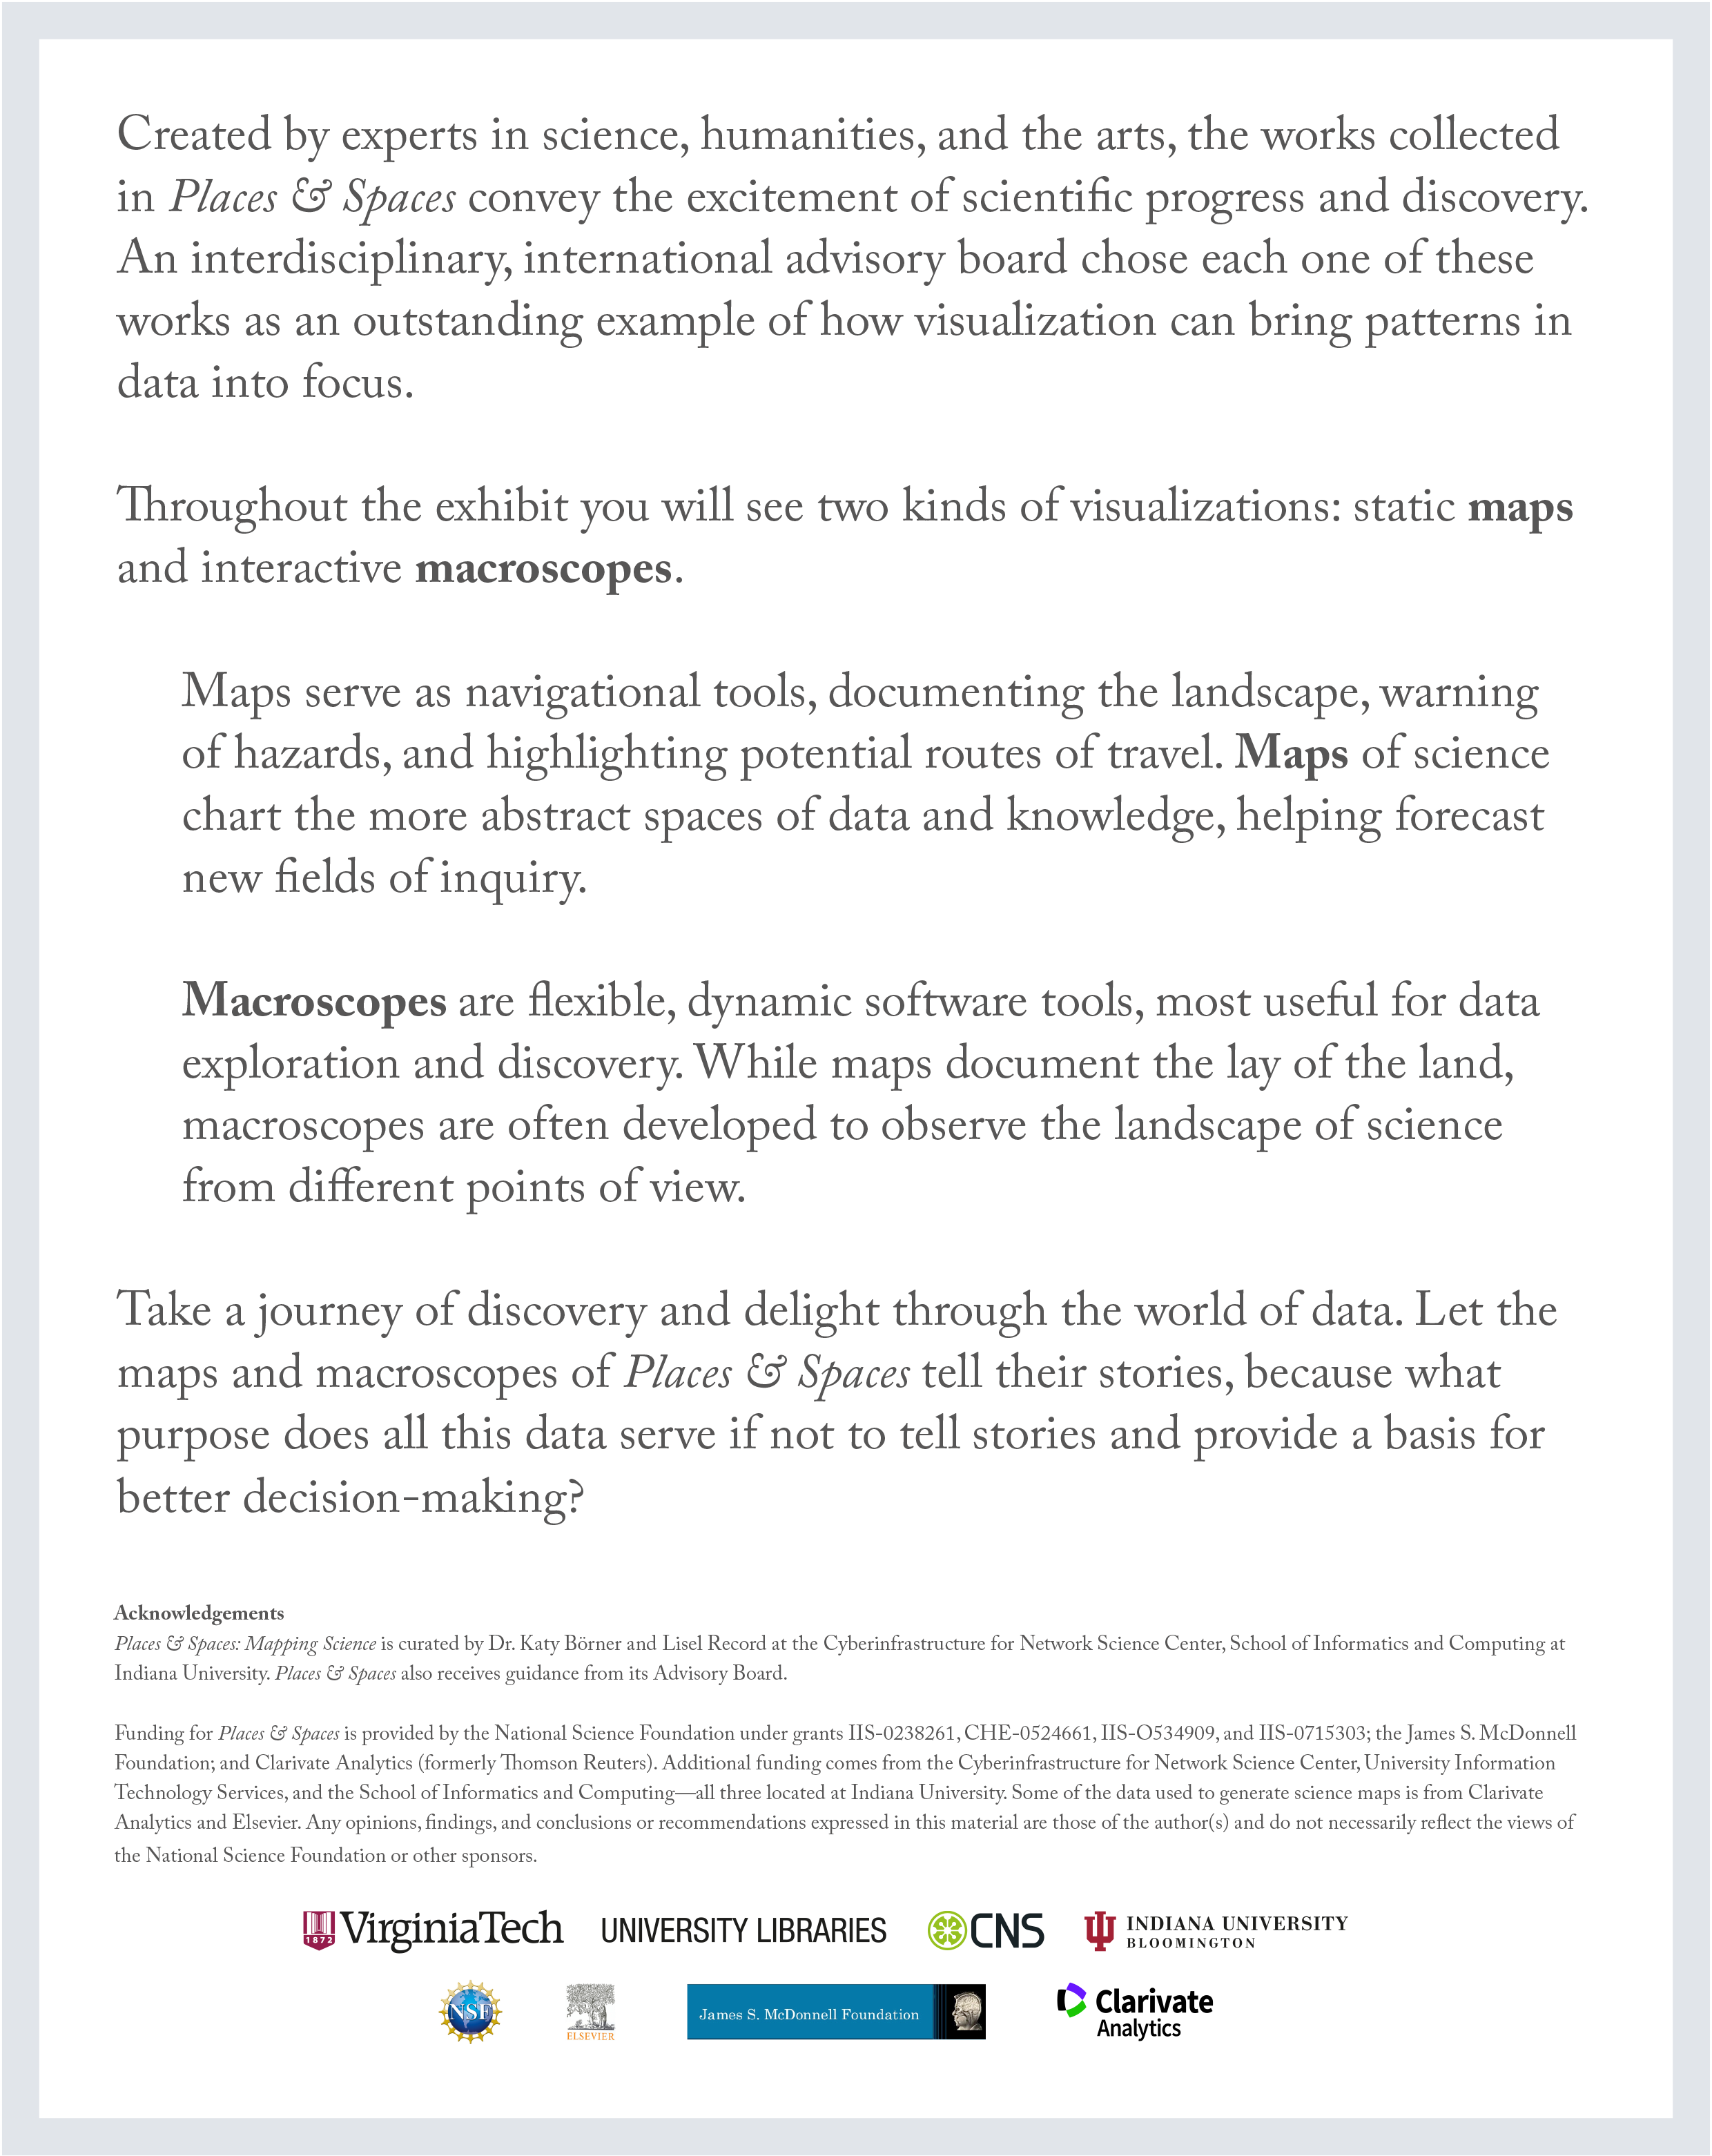 Created by experts in science, humanities, and the arts, the works collected
in Places & Spaces convey the excitement of scientific progress and discovery.
An interdisciplinary, international advisory board chose each one of these
works as an outstanding example of how visualization can bring patterns in
data into focus.
Throughout the exhibit you will see two kinds of visualizations: static maps
and interactive macroscopes.
Maps serve as navigational tools, documenting the landscape, warning
of hazards, and highlighting potential routes of travel. Maps of science
chart the more abstract spaces of data and knowledge, helping forecast
new fields of inquiry.
Macroscopes are flexible, dynamic software tools, most useful for data
exploration and discovery. While maps document the lay of the land,
macroscopes are often developed to observe the landscape of science
from different points of view.
Take a journey of discovery and delight through the world of data. Let the
maps and macroscopes of Places & Spaces tell their stories, because what
purpose does all this data serve if not to tell stories and provide a basis for
better decision-making?
Acknowledgements
Places & Spaces: Mapping Science is curated by Dr. Katy Börner and Lisel Record at the Cyberinfrastructure for Network Science Center, School of Informatics and Computing at
Indiana University. Places & Spaces also receives guidance from its Advisory Board.
Funding for Places & Spaces is provided by the National Science Foundation under grants IIS-0238261, CHE-0524661, IIS-O534909, and IIS-0715303; the James S. McDonnell
Foundation; and Clarivate Analytics (formerly Thomson Reuters). Additional funding comes from the Cyberinfrastructure for Network Science Center, University Information
Technology Services, and the School of Informatics and Computing—all three located at Indiana University. Some of the data used to generate science maps is from Clarivate
Analytics and Elsevier. Any opinions, findings, and conclusions or recommendations expressed in this material are those of the author(s) and do not necessarily reflect the views of
the National Science Foundation or other sponsors.
1872 VirginiaTech UNIVERSITY LIBRARIES CNS INDIANA UNIVERSITY
BLOOMINGTON
NSF ELSEVIER James S. McDonnell Foundation Clarivate
Analytics